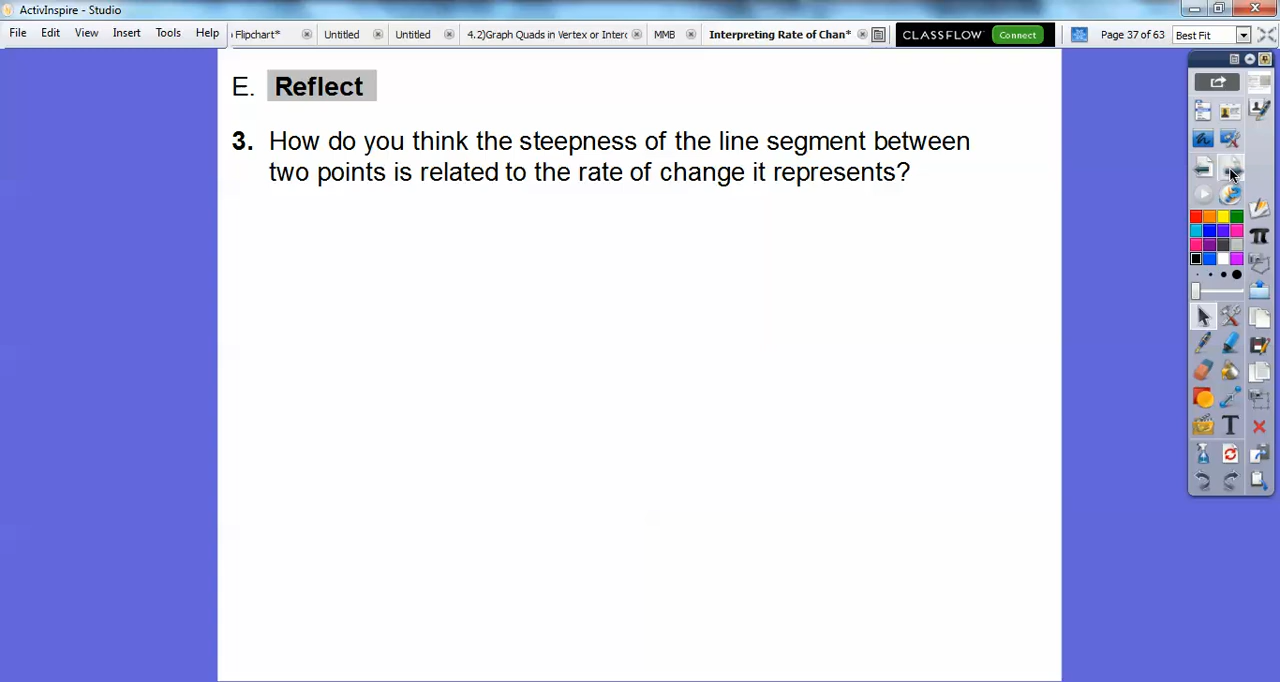 ActivInspire - Studio
File Edit View Insert Tools Help
Flipchart* Untitled Untitled 4.2)Graph Quads in Vertex or Interc MMB Interpreting Rate of Chan* CLASSFLOW Connect Page 37 of 63 Best Fit
E. Reflect
3. How do you think the steepness of the line segment between
two points is related to the rate of change it represents?